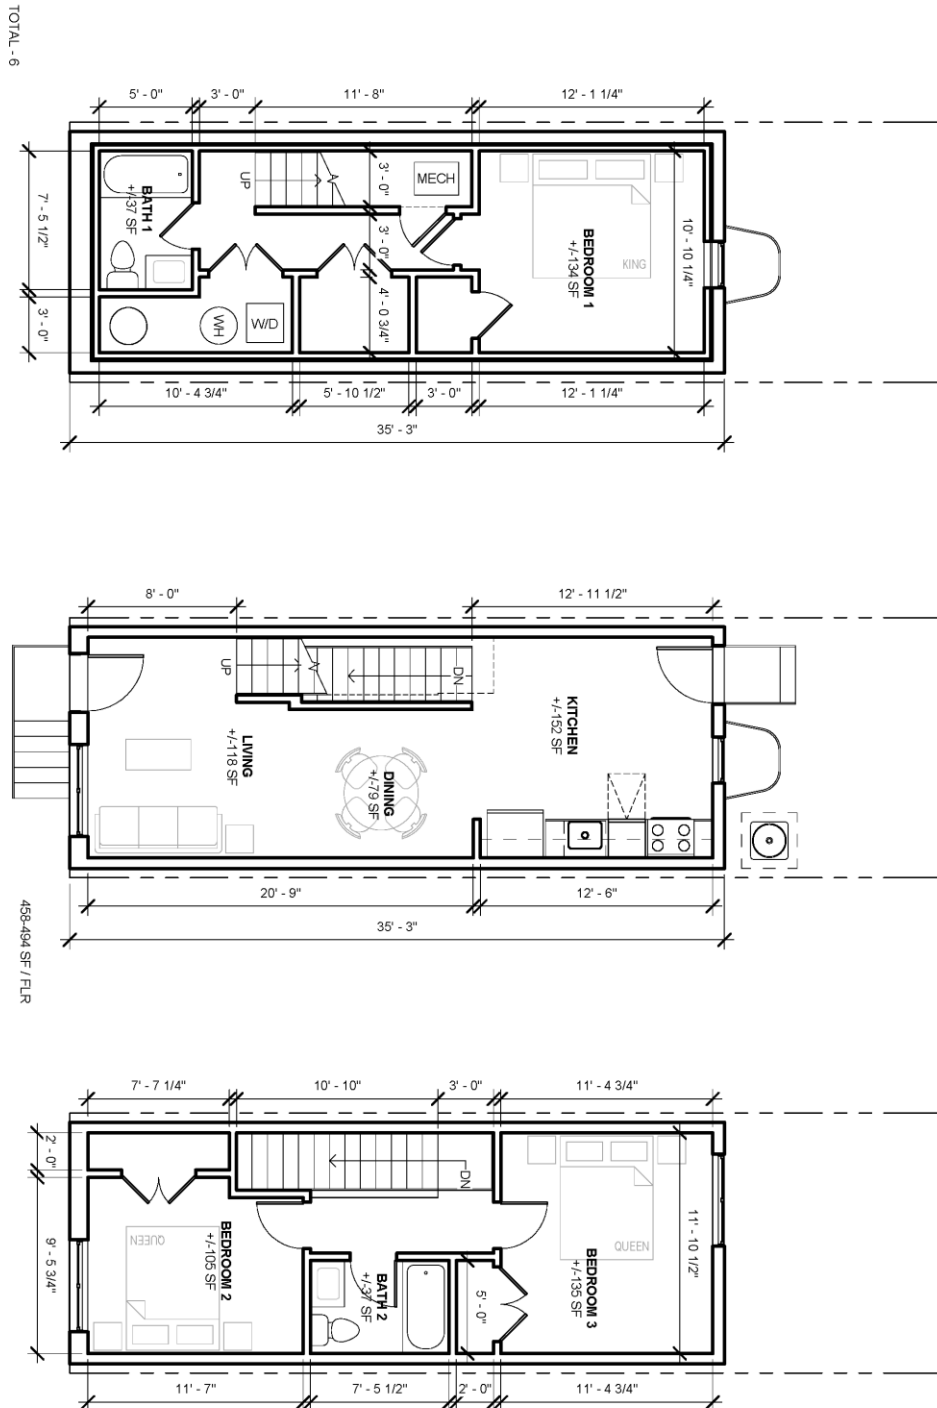 TOTAL - 6
5' - 0"
3' - 0"
11' - 8"
12' - 1 1/4"
7' - 5 1/2"
3' - 0"
BATH 1
+/-37 SF
UP
3' - 0"
3' - 0"
4' - 0 3/4"
MECH
WH
W/D
BEDROOM 1
+/-134 SF
KING
10' - 10 1/4"
10' - 4 3/4"
5' - 10 1/2"
3' - 0"
12' - 1 1/4"
35' - 3"
8' - 0"
12' - 11 1/2"
UP
DN
LIVING
+/-118 SF
DINING
+/-79 SF
KITCHEN
+/-152 SF
20' - 9"
12' - 6"
35' - 3"
458-494 SF / FLR
7' - 7 1/4"
10' - 10"
3' - 0"
11' - 4 3/4"
2' - 0"
9' - 5 3/4"
DN
QUEEN
BEDROOM 2
+/-105 SF
BATH 2
+/-37 SF
5' - 0"
BEDROOM 3
+/-135 SF
QUEEN
11' - 10 1/2"
11' - 7"
7' - 5 1/2"
2' - 0"
11' - 4 3/4"